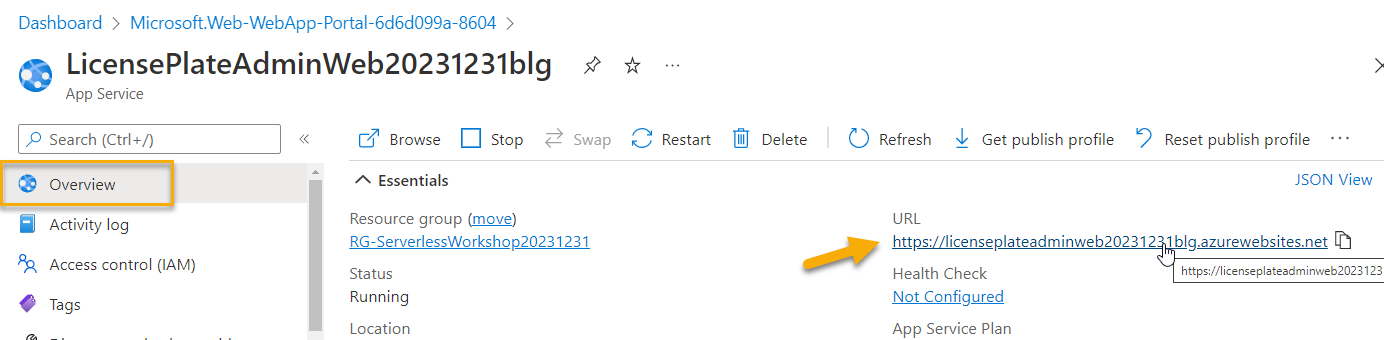 Dashboard > Microsoft.Web-WebApp-Portal-6d6d099a-8604 >
LicensePlateAdminWeb20231231blg ...
App Service
Search (Ctrl+/) «
Browse Stop Swap Restart Delete Refresh Get publish profile Reset publish profile ...
Overview
Activity log
Access control (IAM)
Tags
Essentials JSON View
Resource group (move)
RG-ServerlessWorkshop20231231
Status
Running
Location
URL
https://licenseplateadminweb20231231blg.azurewebsites.net
https://licenseplateadminweb2023123
Health Check
Not Configured
App Service Plan